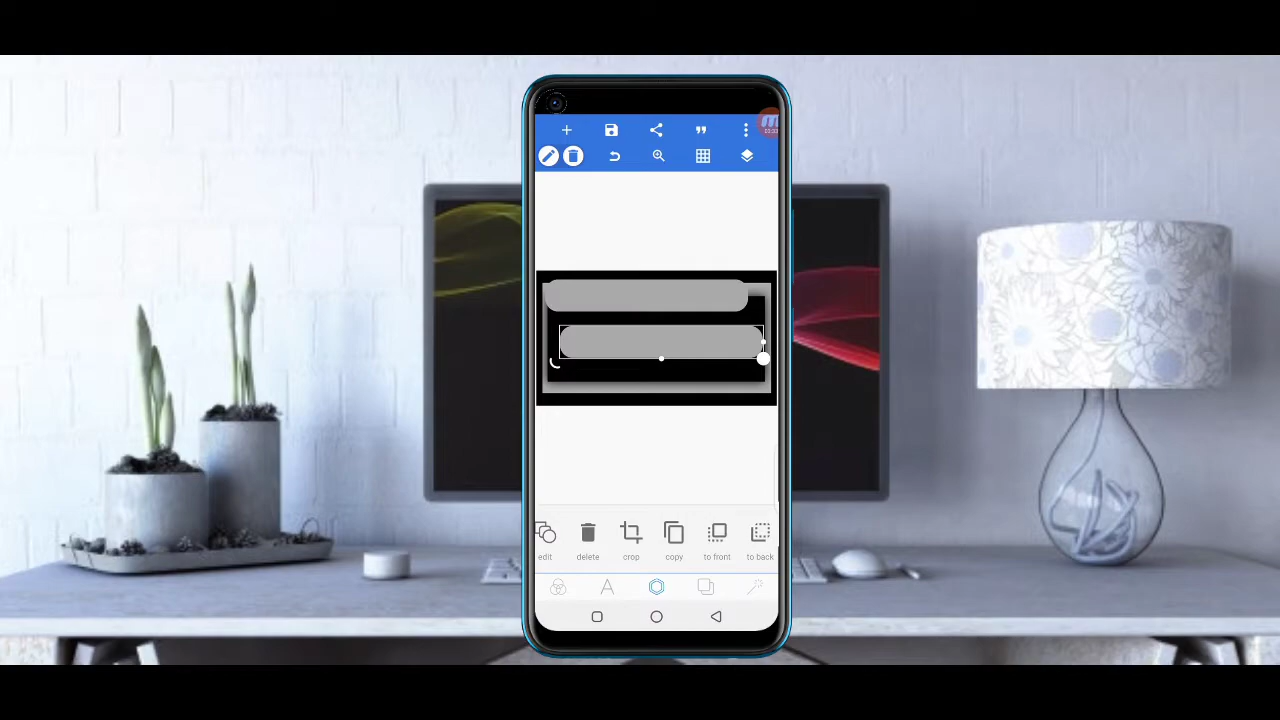 edit
delete
crop
copy
to front
to back